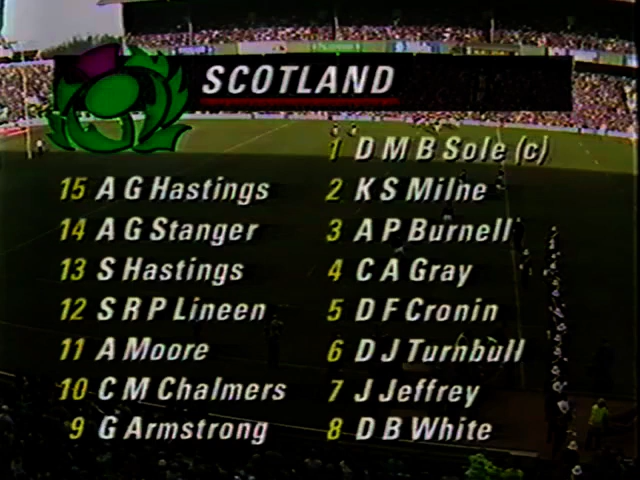 SCOTLAND
1 D M B Sole (c)
15 A G Hastings
2 K S Milne
14 A G Stanger
3 A P Burnell
13 S Hastings
4 C A Gray
12 S R P Lineen
5 D F Cronin
11 A Moore
6 D J Turnbull
10 C M Chalmers
7 J Jeffrey
9 G Armstrong
8 D B White